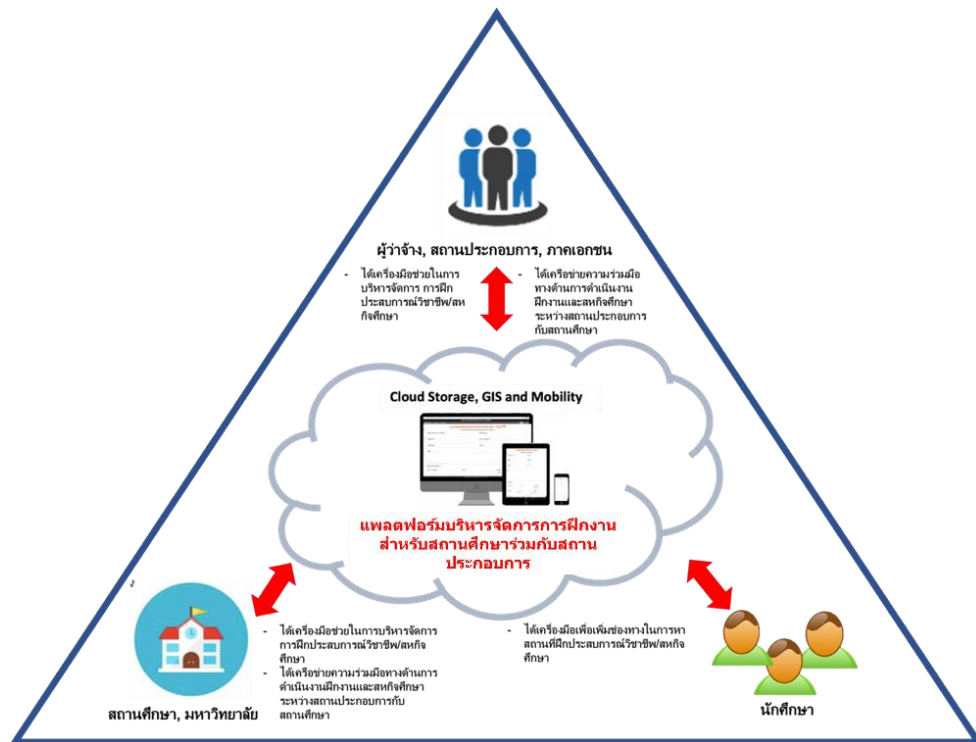 ผู้ว่าจ้าง, สถานประกอบการ, ภาคเอกชน
- ได้เครื่องมือช่วยในการ
บริหารจัดการ การฝึก
ประสบการณ์วิชาชีพ/สห
กิจศึกษา
- ได้เครือข่ายความร่วมมือ
ทางด้านการดำเนินงาน
ฝึกงานและสหกิจศึกษา
ระหว่างสถานประกอบการ
กับสถานศึกษา
Cloud Storage, GIS and Mobility
แพลตฟอร์มบริหารจัดการการฝึกงาน
สำหรับสถานศึกษาร่วมกับสถาน
ประกอบการ
- ได้เครื่องมือช่วยในการบริหารจัดการ
การฝึกประสบการณ์วิชาชีพ/สหกิจ
ศึกษา
- ได้เครือข่ายความร่วมมือทางด้านการ
ดำเนินงานฝึกงานและสหกิจศึกษา
ระหว่างสถานประกอบการกับ
สถานศึกษา
สถานศึกษา, มหาวิทยาลัย
- ได้เครื่องมือเพื่อเพิ่มช่องทางในการหา
สถานที่ฝึกประสบการณ์วิชาชีพ/สหกิจ
ศึกษา
นักศึกษา